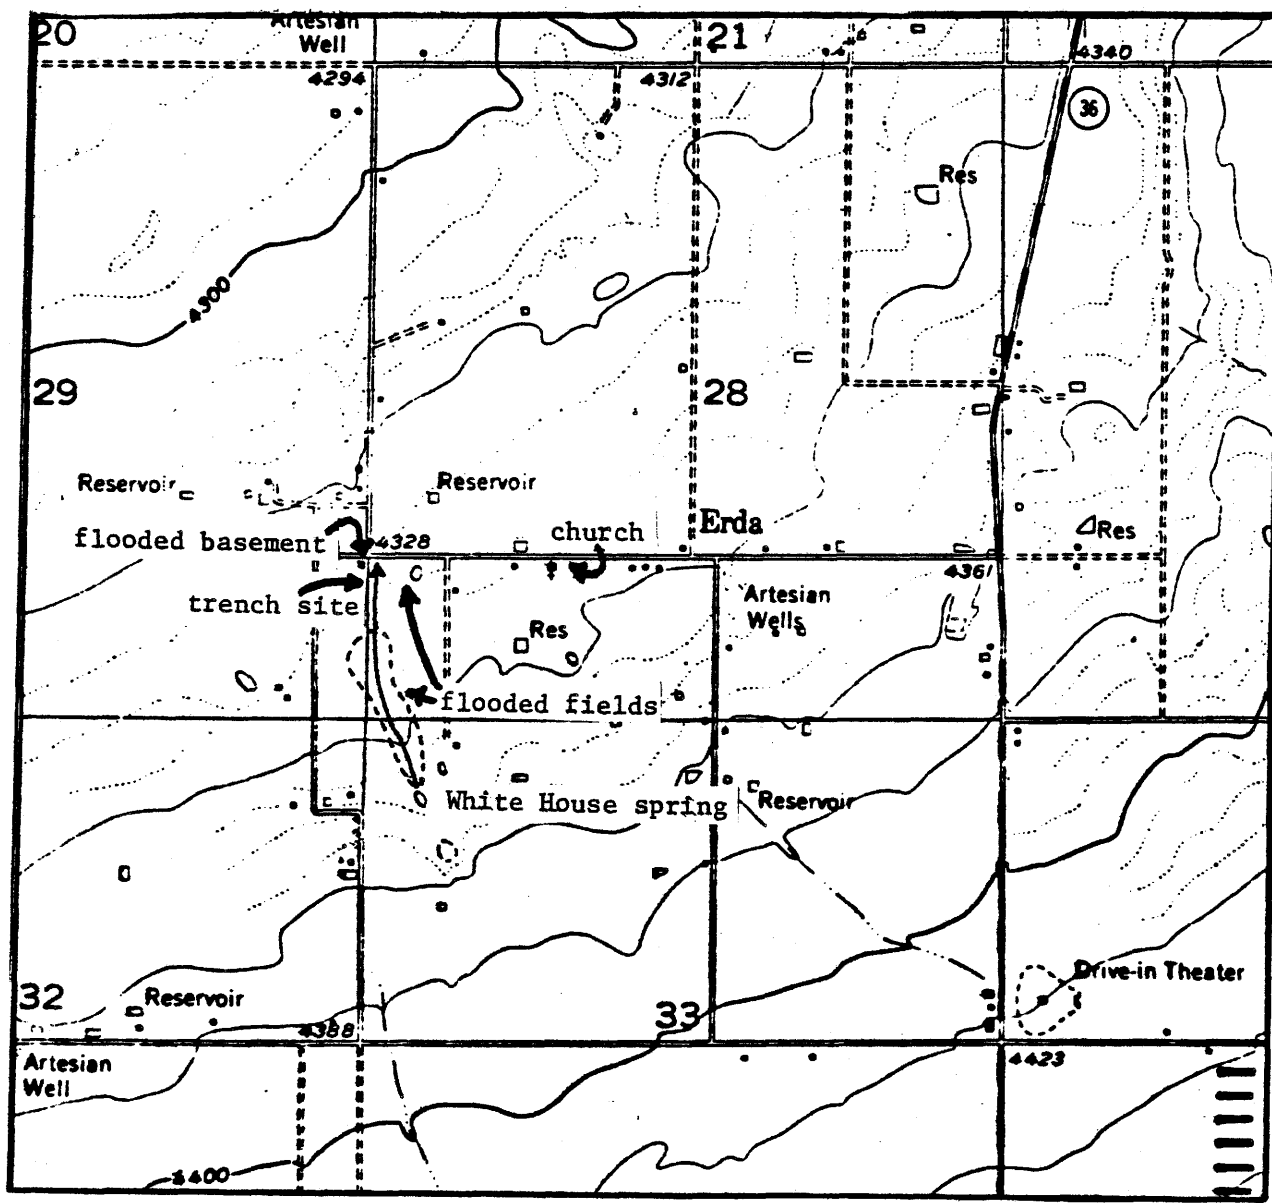 20
Artesian
Well
21
4294
4312
4340
36
Res
4300
29
28
Reservoir
Reservoir
flooded basement
4328
church
Erda
Res
4361
trench site
Artesian
Wells
Res
flooded fields
White House spring
Reservoir
32
Reservoir
33
Drive-in Theater
4388
4423
Artesian
Well
4400